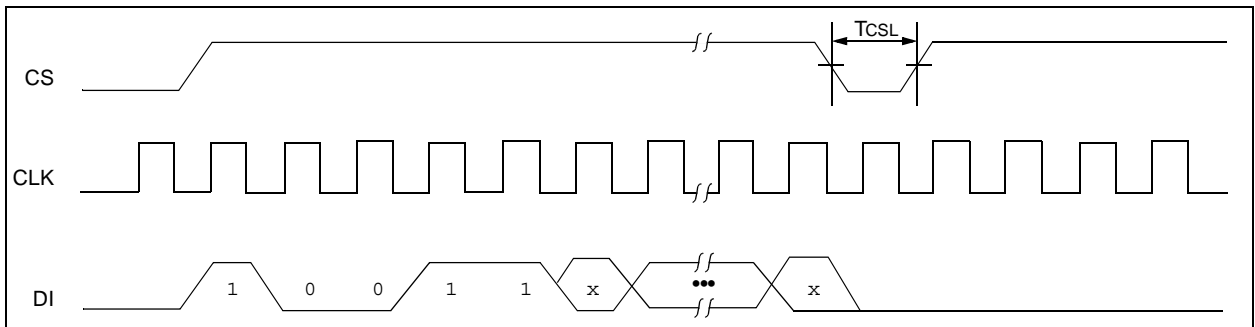 TCSL
CS
CLK
DI
1 0 0 1 1 x ••• x